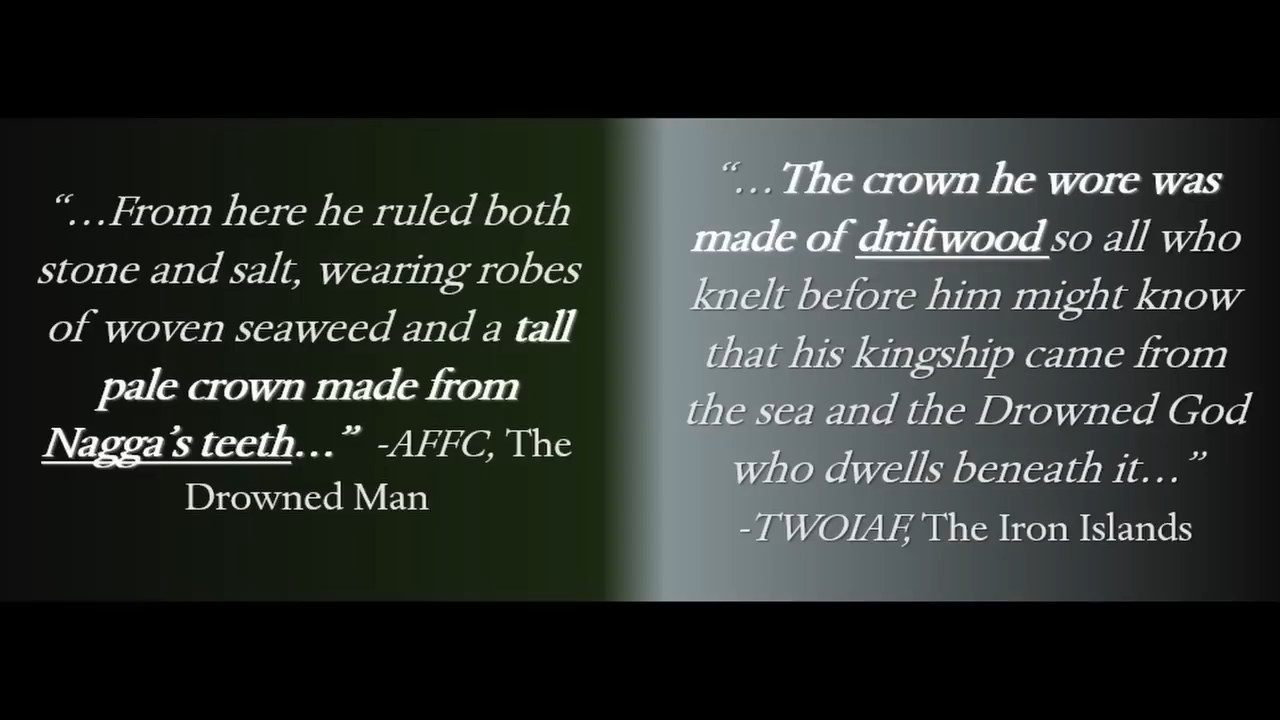 “…From here he ruled both
stone and salt, wearing robes
of woven seaweed and a tall
pale crown made from
Nagga’s teeth…” -AFFC, The
Drowned Man
“…The crown he wore was
made of driftwood so all who
knelt before him might know
that his kingship came from
the sea and the Drowned God
who dwells beneath it…”
-TWOIAF, The Iron Islands